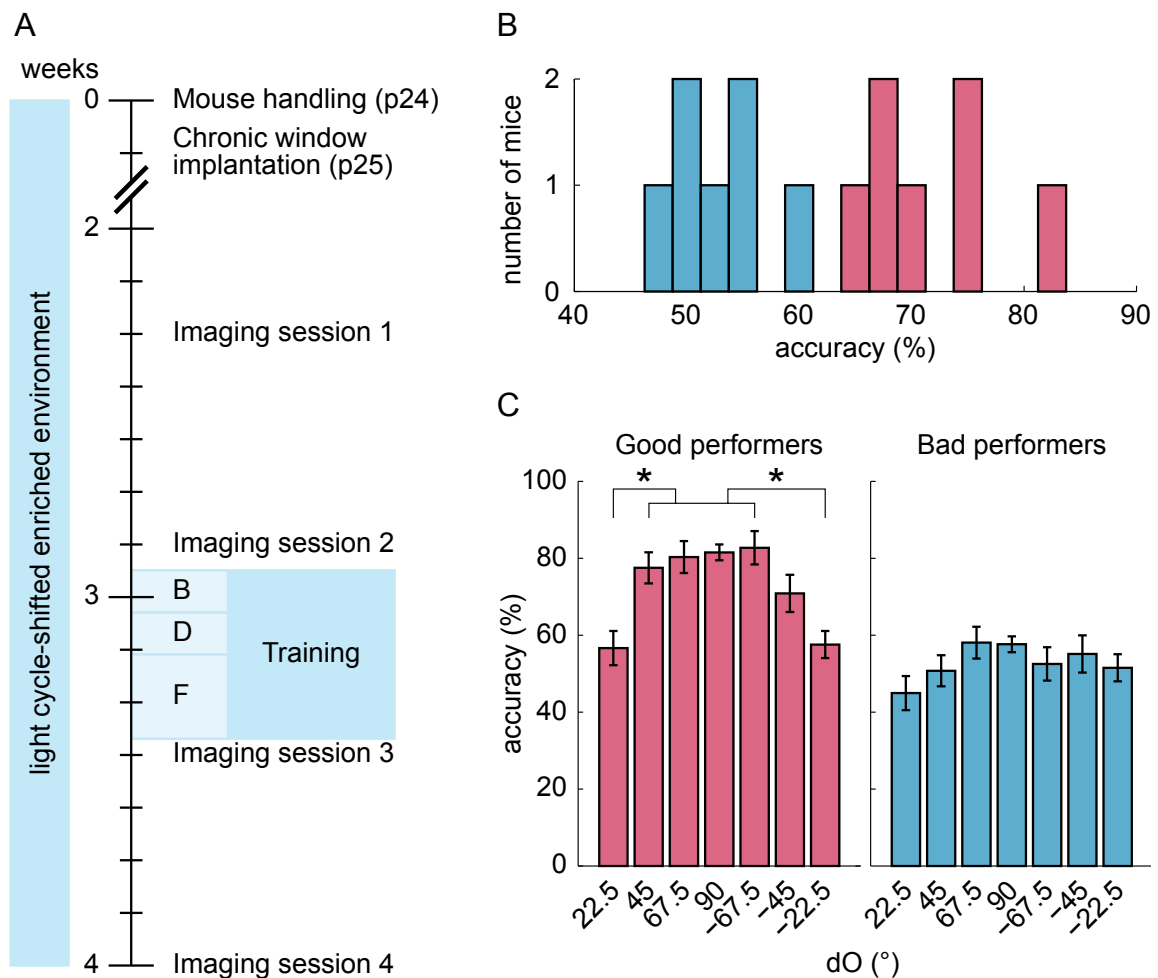 A
weeks
0
Mouse handling (p24)
Chronic window
implantation (p25)
2
Imaging session 1
Imaging session 2
3
B
D
F
Training
Imaging session 3
4
Imaging session 4
light cycle-shifted enriched environment
B
number of mice
2
1
0
40 50 60 70 80 90
accuracy (%)
C
Good performers
Bad performers
* *
accuracy (%)
100
80
60
40
20
0
22.5 45 67.5 90 −67.5 −45 −22.5
22.5 45 67.5 90 −67.5 −45 −22.5
dO (°)